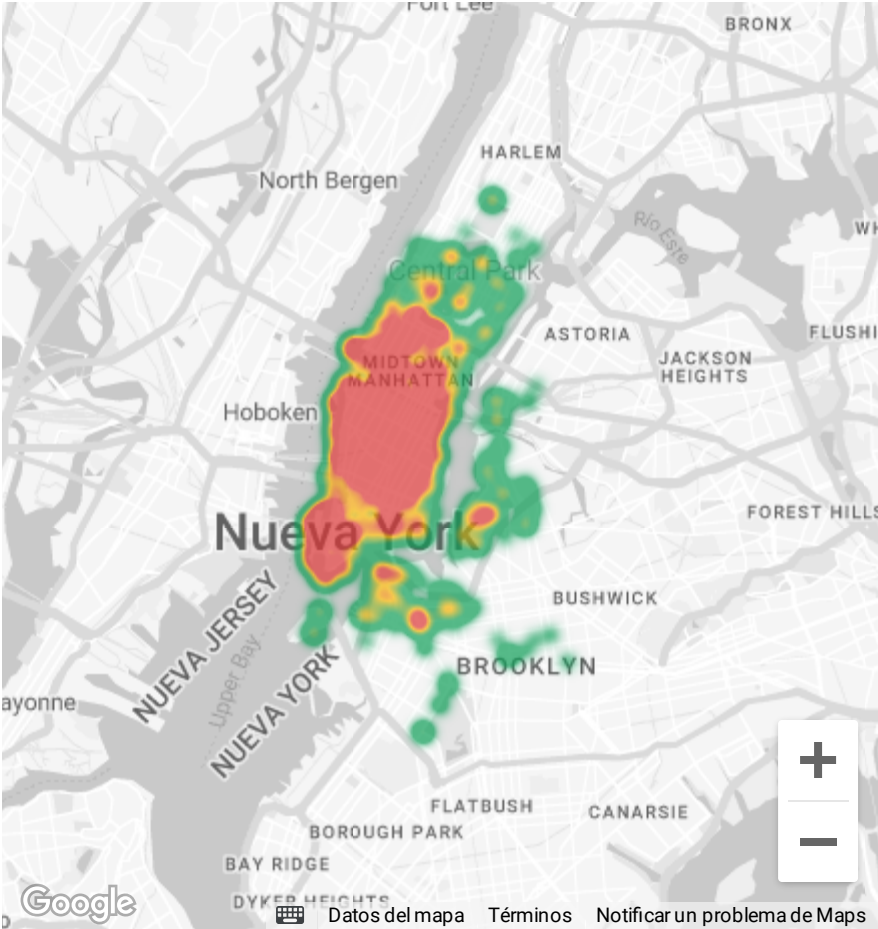 Fort Lee
BRONX
HARLEM
North Bergen
Río Este
WH
Central Park
ASTORIA
FLUSHI
MIDTOWN
MANHATTAN
JACKSON
HEIGHTS
Hoboken
FOREST HILLS
Nueva York
BUSHWICK
NUEVA JERSEY
Upper Bay
NUEVA YORK
BROOKLYN
ayonne
FLATBUSH
CANARSIE
BOROUGH PARK
BAY RIDGE
DYKER HEIGHTS
Google
Datos del mapa Términos Notificar un problema de Maps